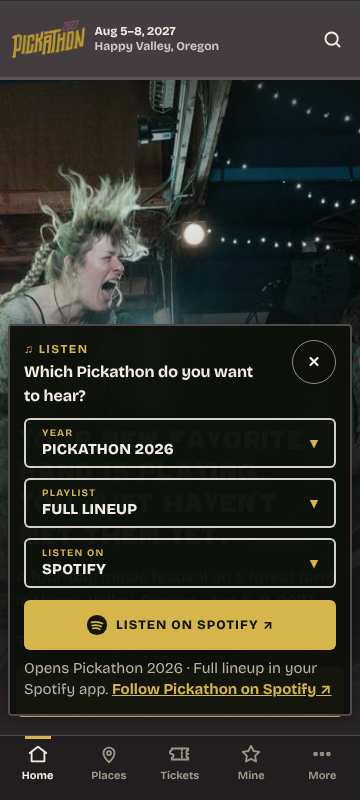 PICKATHON
2027
Aug 5–8, 2027
Happy Valley, Oregon
♫ LISTEN
Which Pickathon do you want
to hear?
YEAR
PICKATHON 2026
PLAYLIST
FULL LINEUP
LISTEN ON
SPOTIFY
LISTEN ON SPOTIFY ↗
Opens Pickathon 2026 · Full lineup in your
Spotify app. Follow Pickathon on Spotify ↗
Home
Places
Tickets
Mine
More